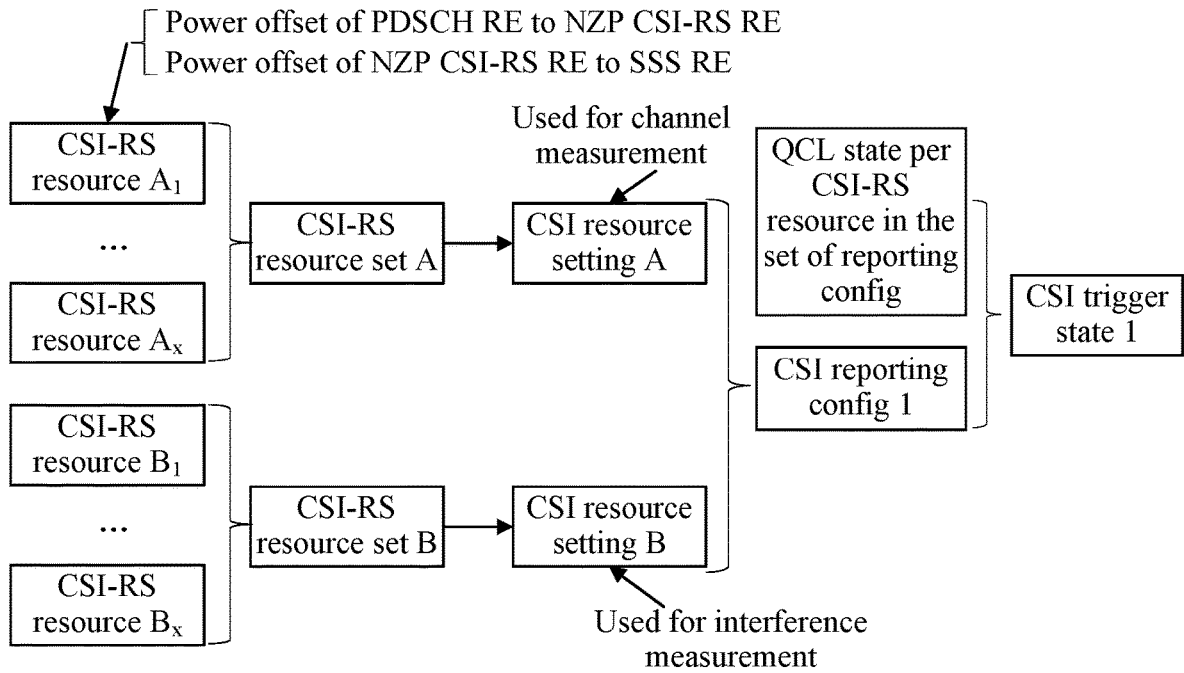 Power offset of PDSCH RE to NZP CSI-RS RE
Power offset of NZP CSI-RS RE to SSS RE
CSI-RS
resource A₁
...
CSI-RS
resource Aₓ
CSI-RS
resource set A
Used for channel
measurement
CSI resource
setting A
QCL state per
CSI-RS
resource in the
set of reporting
config
CSI reporting
config 1
CSI trigger
state 1
CSI-RS
resource B₁
...
CSI-RS
resource Bₓ
CSI-RS
resource set B
CSI resource
setting B
Used for interference
measurement